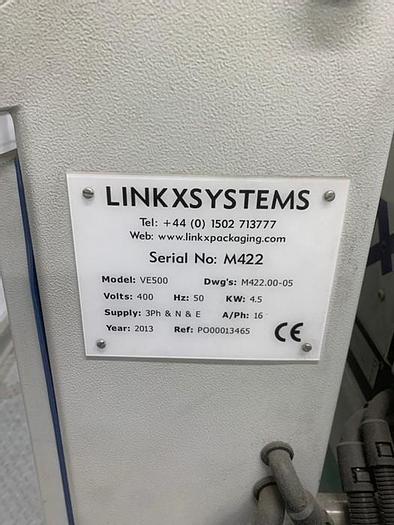 LINKXSYSTEMS
Tel: +44 (0) 1502 713777
Web: www.linkxpackaging.com
Serial No: M422
Model: VE500 Dwg's: M422.00-05
Volts: 400 Hz: 50 KW: 4.5
Supply: 3Ph & N & E A/Ph: 16
Year: 2013 Ref: PO00013465 CE